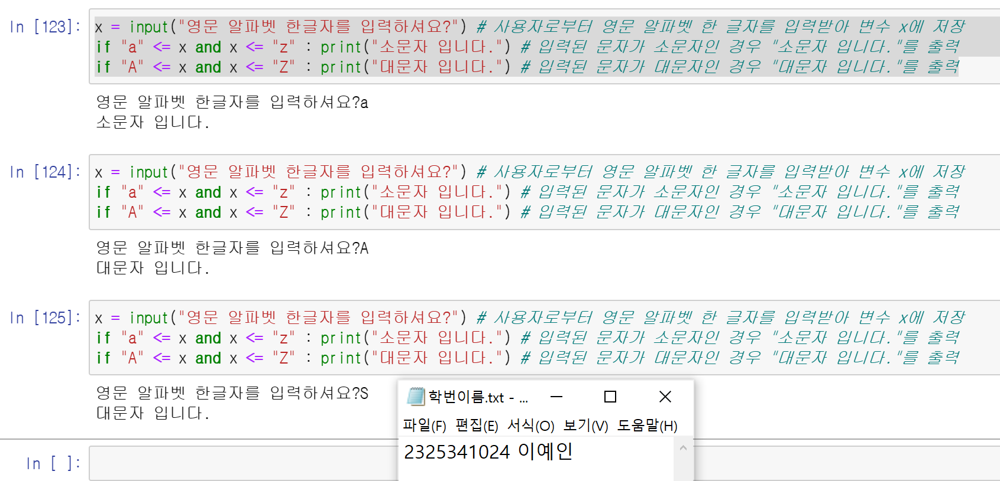 In [123]: x = input("영문 알파벳 한글자를 입력하셔요?") # 사용자로부터 영문 알파벳 한 글자를 입력받아 변수 x에 저장
if "a" <= x and x <= "z" : print("소문자 입니다.") # 입력된 문자가 소문자인 경우 "소문자 입니다."를 출력
if "A" <= x and x <= "Z" : print("대문자 입니다.") # 입력된 문자가 대문자인 경우 "대문자 입니다."를 출력
영문 알파벳 한글자를 입력하셔요?a
소문자 입니다.
In [124]: x = input("영문 알파벳 한글자를 입력하셔요?") # 사용자로부터 영문 알파벳 한 글자를 입력받아 변수 x에 저장
if "a" <= x and x <= "z" : print("소문자 입니다.") # 입력된 문자가 소문자인 경우 "소문자 입니다."를 출력
if "A" <= x and x <= "Z" : print("대문자 입니다.") # 입력된 문자가 대문자인 경우 "대문자 입니다."를 출력
영문 알파벳 한글자를 입력하셔요?A
대문자 입니다.
In [125]: x = input("영문 알파벳 한글자를 입력하셔요?") # 사용자로부터 영문 알파벳 한 글자를 입력받아 변수 x에 저장
if "a" <= x and x <= "z" : print("소문자 입니다.") # 입력된 문자가 소문자인 경우 "소문자 입니다."를 출력
if "A" <= x and x <= "Z" : print("대문자 입니다.") # 입력된 문자가 대문자인 경우 "대문자 입니다."를 출력
영문 알파벳 한글자를 입력하셔요?S
대문자 입니다.
학번이름.txt - ...
파일(F) 편집(E) 서식(O) 보기(V) 도움말(H)
2325341024 이예인
In [ ]: